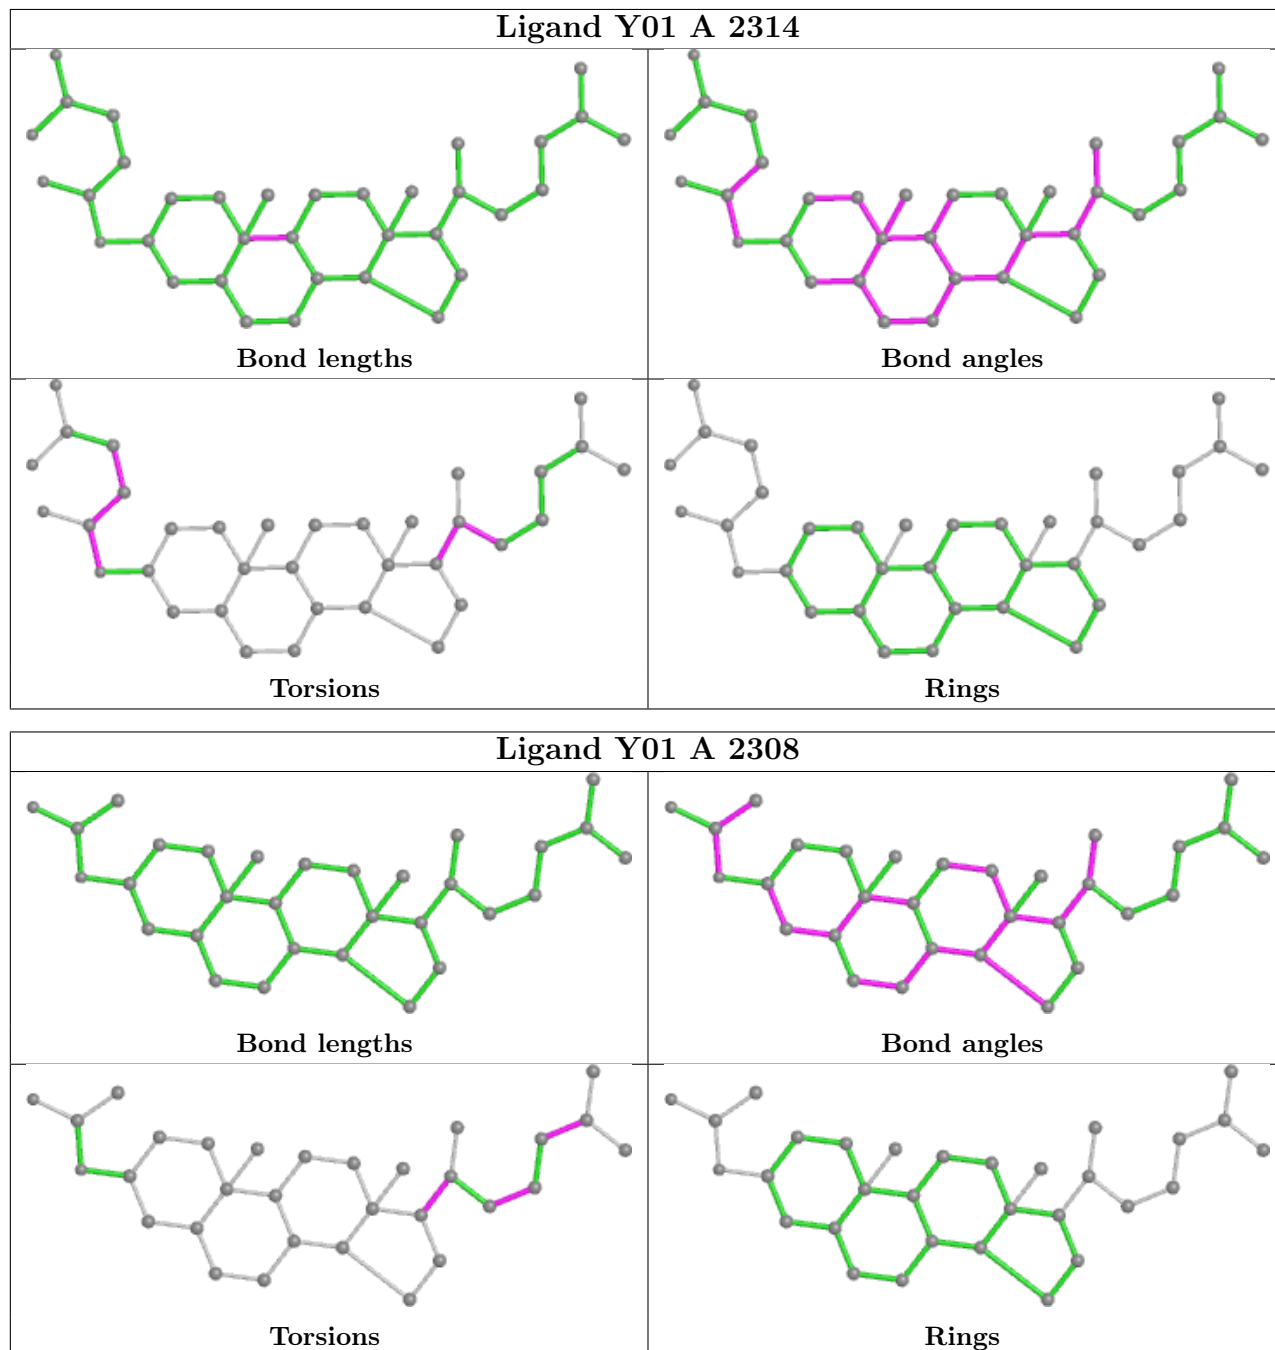 Ligand Y01 A 2314
Bond lengths
Bond angles
Torsions
Rings
Ligand Y01 A 2308
Bond lengths
Bond angles
Torsions
Rings